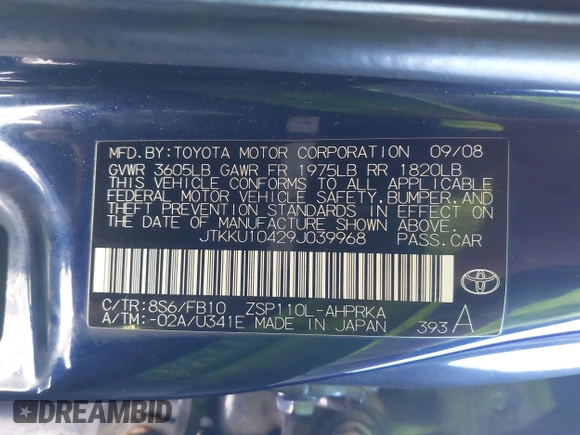 MFD.BY:TOYOTA MOTOR CORPORATION 09/08
GVWR 3605LB GAWR FR 1975LB RR 1820LB
THIS VEHICLE CONFORMS TO ALL APPLICABLE
FEDERAL MOTOR VEHICLE SAFETY,BUMPER,AND
THEFT PREVENTION STANDARDS IN EFFECT ON
THE DATE OF MANUFACTURE SHOWN ABOVE.
JTKKU10429J039968 PASS.CAR
C/TR:8S6/FB10 ZSP110L-AHPRKA
A/TM:-02A/U341E MADE IN JAPAN 393 A
DREAMBID